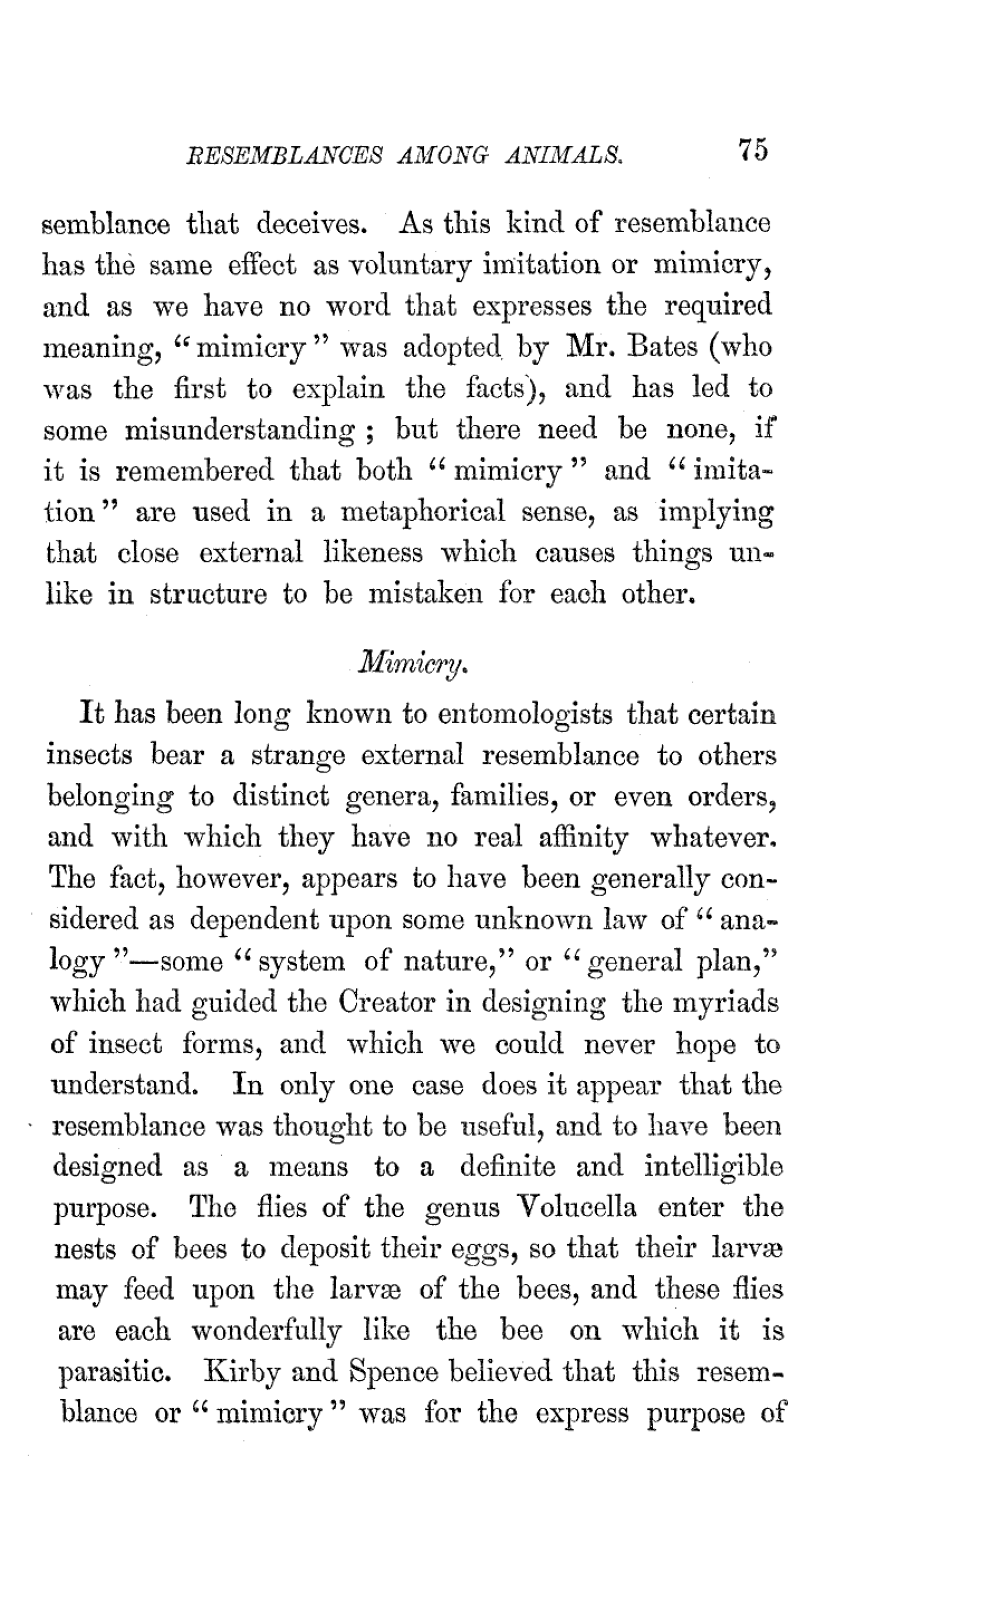 RESEMBLANCES AMONG ANIMALS. 75
semblance that deceives. As this kind of resemblance
has the same effect as voluntary imitation or mimicry,
and as we have no word that expresses the required
meaning, “ mimicry ” was adopted by Mr. Bates (who
was the first to explain the facts), and has led to
some misunderstanding ; but there need be none, if
it is remembered that both “ mimicry ” and “ imita-
tion ” are used in a metaphorical sense, as implying
that close external likeness which causes things un-
like in structure to be mistaken for each other.
Mimicry.
It has been long known to entomologists that certain
insects bear a strange external resemblance to others
belonging to distinct genera, families, or even orders,
and with which they have no real affinity whatever.
The fact, however, appears to have been generally con-
sidered as dependent upon some unknown law of “ ana-
logy ”—some “ system of nature,” or “ general plan,”
which had guided the Creator in designing the myriads
of insect forms, and which we could never hope to
understand. In only one case does it appear that the
resemblance was thought to be useful, and to have been
designed as a means to a definite and intelligible
purpose. The flies of the genus Volucella enter the
nests of bees to deposit their eggs, so that their larvæ
may feed upon the larvæ of the bees, and these flies
are each wonderfully like the bee on which it is
parasitic. Kirby and Spence believed that this resem-
blance or “ mimicry ” was for the express purpose of